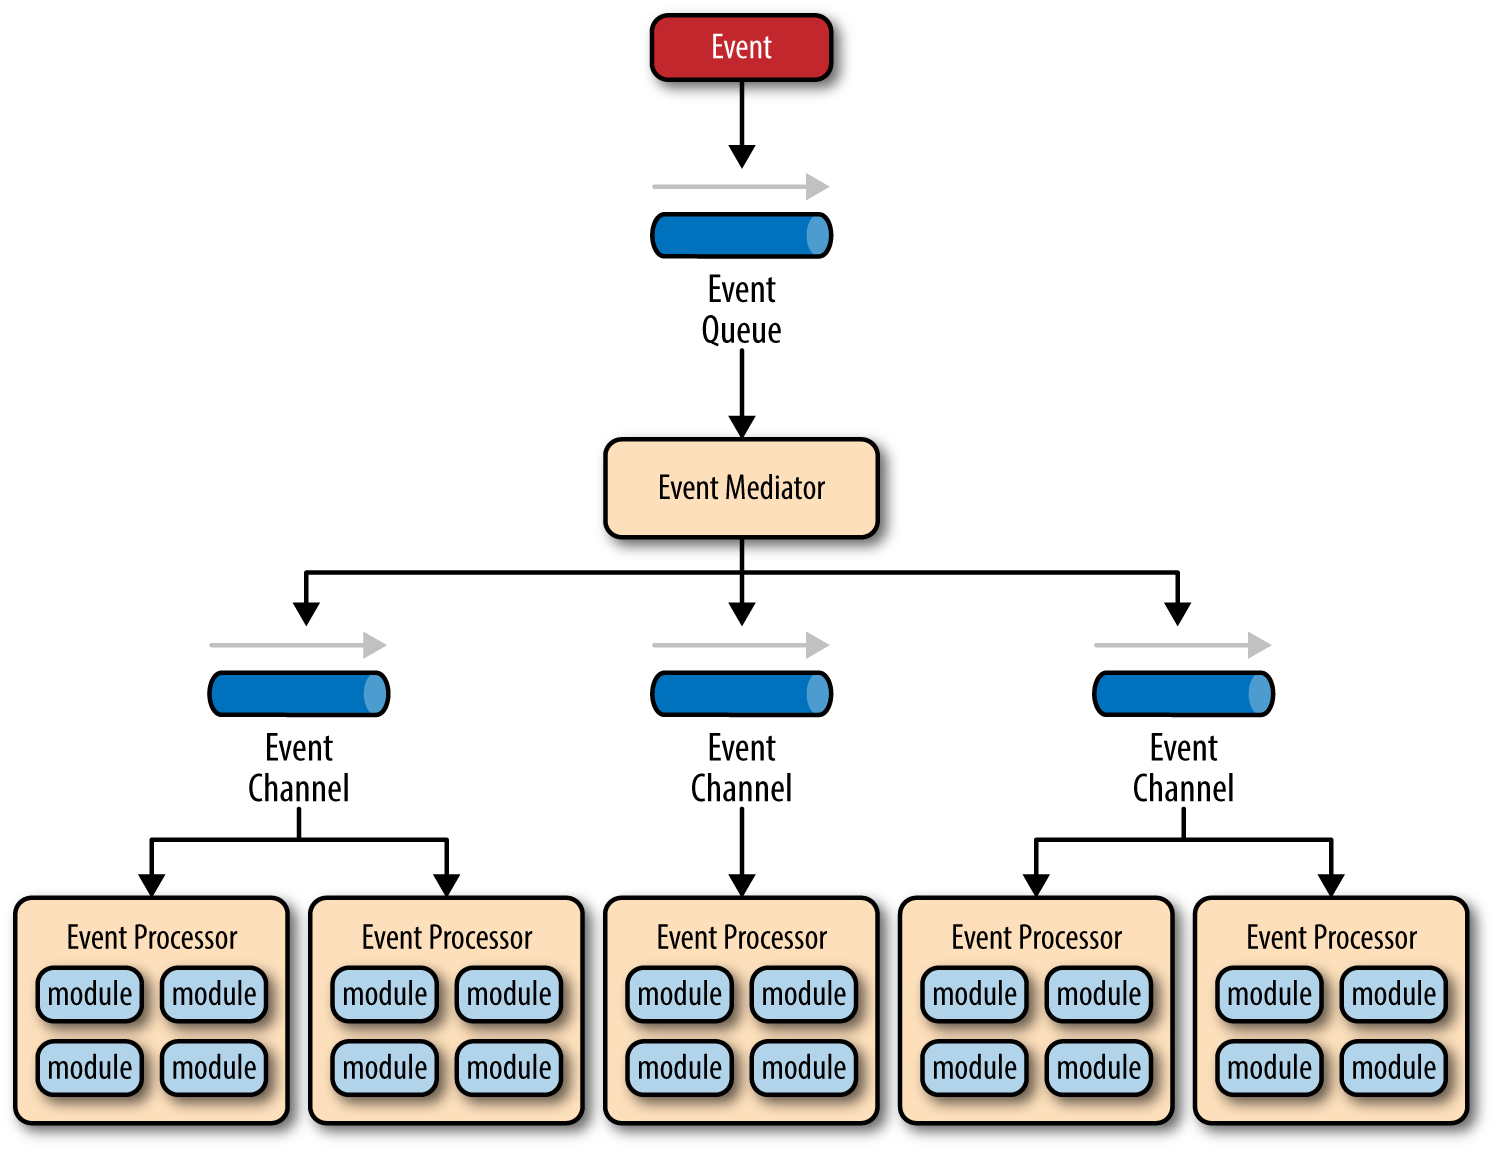 Event
Event
Queue
Event Mediator
Event Event Event
Channel Channel Channel
Event Processor Event Processor Event Processor Event Processor Event Processor
module module module module module module module module module module
module module module module module module module module module module